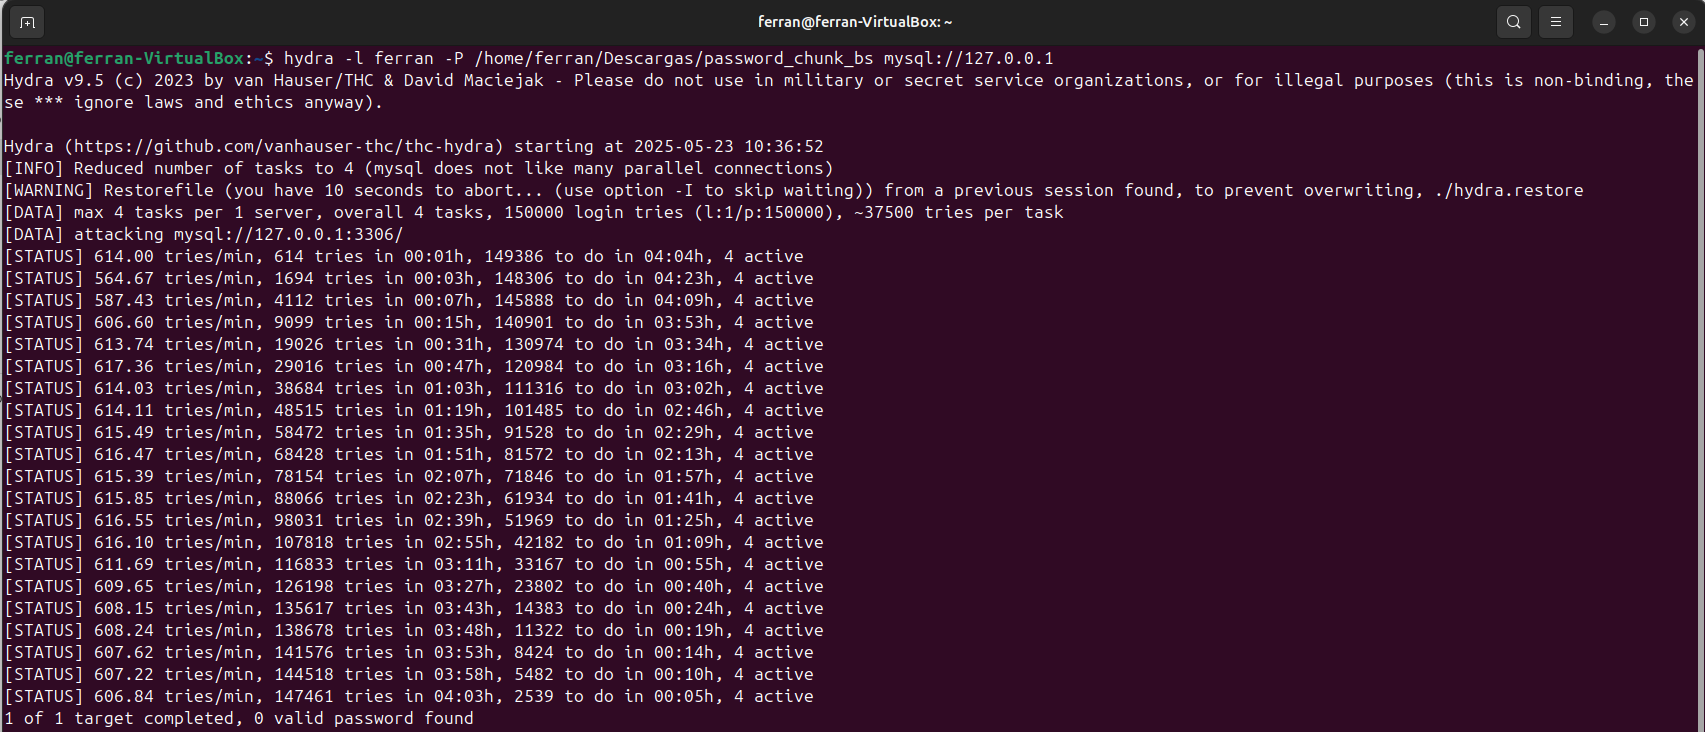 ferran@ferran-VirtualBox: ~
ferran@ferran-VirtualBox:~$ hydra -l ferran -P /home/ferran/Descargas/password_chunk_bs mysql://127.0.0.1
Hydra v9.5 (c) 2023 by van Hauser/THC & David Maciejak - Please do not use in military or secret service organizations, or for illegal purposes (this is non-binding, the
se *** ignore laws and ethics anyway).
Hydra (https://github.com/vanhauser-thc/thc-hydra) starting at 2025-05-23 10:36:52
[INFO] Reduced number of tasks to 4 (mysql does not like many parallel connections)
[WARNING] Restorefile (you have 10 seconds to abort... (use option -I to skip waiting)) from a previous session found, to prevent overwriting, ./hydra.restore
[DATA] max 4 tasks per 1 server, overall 4 tasks, 150000 login tries (l:1/p:150000), ~37500 tries per task
[DATA] attacking mysql://127.0.0.1:3306/
[STATUS] 614.00 tries/min, 614 tries in 00:01h, 149386 to do in 04:04h, 4 active
[STATUS] 564.67 tries/min, 1694 tries in 00:03h, 148306 to do in 04:23h, 4 active
[STATUS] 587.43 tries/min, 4112 tries in 00:07h, 145888 to do in 04:09h, 4 active
[STATUS] 606.60 tries/min, 9099 tries in 00:15h, 140901 to do in 03:53h, 4 active
[STATUS] 613.74 tries/min, 19026 tries in 00:31h, 130974 to do in 03:34h, 4 active
[STATUS] 617.36 tries/min, 29016 tries in 00:47h, 120984 to do in 03:16h, 4 active
[STATUS] 614.03 tries/min, 38684 tries in 01:03h, 111316 to do in 03:02h, 4 active
[STATUS] 614.11 tries/min, 48515 tries in 01:19h, 101485 to do in 02:46h, 4 active
[STATUS] 615.49 tries/min, 58472 tries in 01:35h, 91528 to do in 02:29h, 4 active
[STATUS] 616.47 tries/min, 68428 tries in 01:51h, 81572 to do in 02:13h, 4 active
[STATUS] 615.39 tries/min, 78154 tries in 02:07h, 71846 to do in 01:57h, 4 active
[STATUS] 615.85 tries/min, 88066 tries in 02:23h, 61934 to do in 01:41h, 4 active
[STATUS] 616.55 tries/min, 98031 tries in 02:39h, 51969 to do in 01:25h, 4 active
[STATUS] 616.10 tries/min, 107818 tries in 02:55h, 42182 to do in 01:09h, 4 active
[STATUS] 611.69 tries/min, 116833 tries in 03:11h, 33167 to do in 00:55h, 4 active
[STATUS] 609.65 tries/min, 126198 tries in 03:27h, 23802 to do in 00:40h, 4 active
[STATUS] 608.15 tries/min, 135617 tries in 03:43h, 14383 to do in 00:24h, 4 active
[STATUS] 608.24 tries/min, 138678 tries in 03:48h, 11322 to do in 00:19h, 4 active
[STATUS] 607.62 tries/min, 141576 tries in 03:53h, 8424 to do in 00:14h, 4 active
[STATUS] 607.22 tries/min, 144518 tries in 03:58h, 5482 to do in 00:10h, 4 active
[STATUS] 606.84 tries/min, 147461 tries in 04:03h, 2539 to do in 00:05h, 4 active
1 of 1 target completed, 0 valid password found